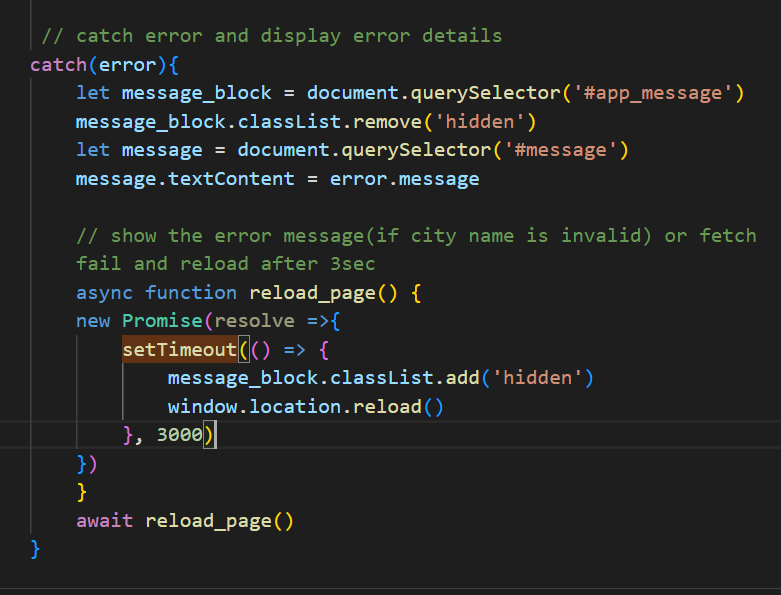 // catch error and display error details
catch(error){
let message_block = document.querySelector('#app_message')
message_block.classList.remove('hidden')
let message = document.querySelector('#message')
message.textContent = error.message
// show the error message(if city name is invalid) or fetch
fail and reload after 3sec
async function reload_page() {
new Promise(resolve =>{
setTimeout(() => {
message_block.classList.add('hidden')
window.location.reload()
}, 3000)
})
}
await reload_page()
}